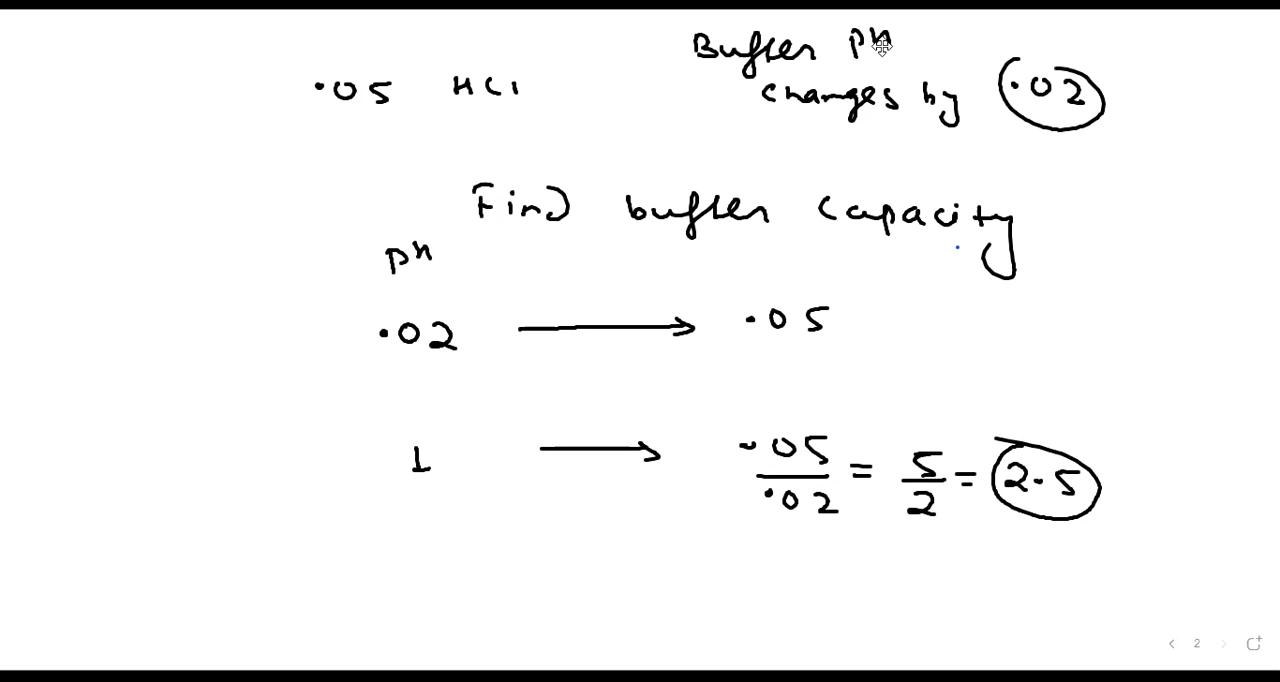 Buffer pH
.05 HCl changes by .02
Find buffer capacity
pH
.02 → .05
1 → .05/.02 = 5/2 = 2.5
< 2 >